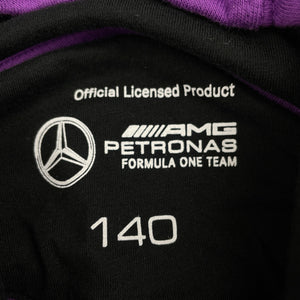 Official Licensed Product
AMG
PETRONAS
FORMULA ONE TEAM
140